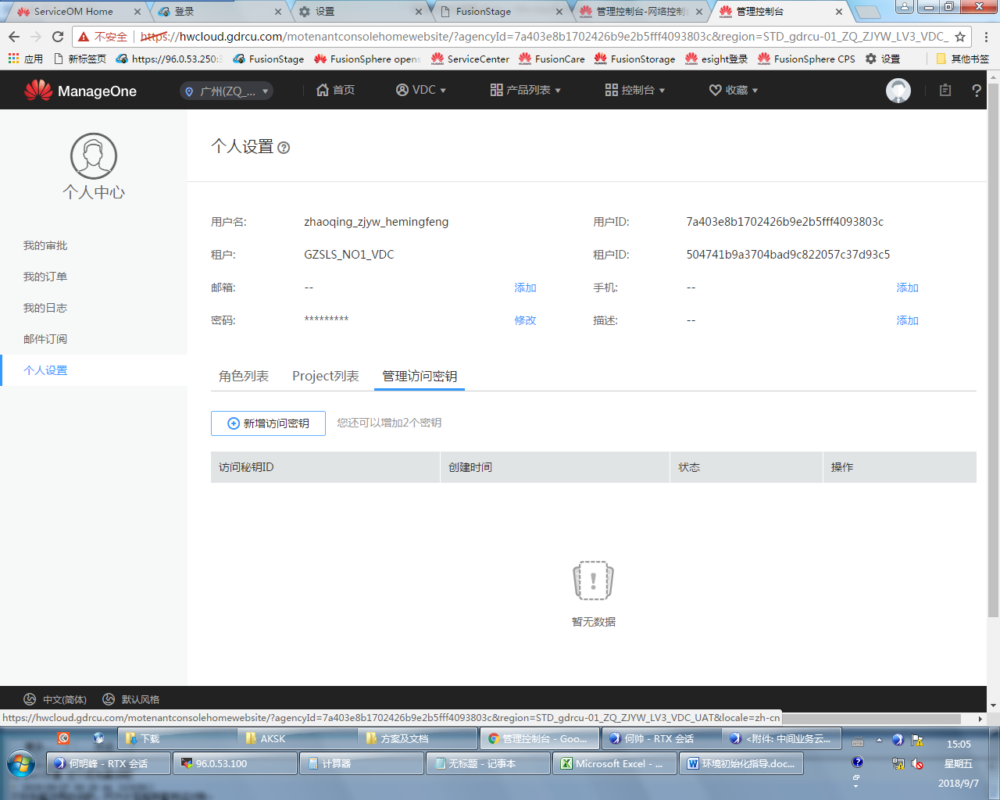 ServiceOM Home
登录
设置
FusionStage
管理控制台-网络控制台
管理控制台
不安全 https://hwcloud.gdrcu.com/motenantconsolehomewebsite/?agencyId=7a403e8b1702426b9e2b5fff4093803c&region=STD_gdrcu-01_ZQ_ZJYW_LV3_VDC_
应用
新标签页
https://96.0.53.250:3
FusionStage
FusionSphere opens
ServiceCenter
FusionCare
FusionStorage
esight登录
FusionSphere CPS
设置
其他书签
ManageOne
广州(ZQ_...
首页
VDC
产品列表
控制台
收藏
个人中心
我的审批
我的订单
我的日志
邮件订阅
个人设置
个人设置
用户名: zhaoqing_zjyw_hemingfeng 用户ID: 7a403e8b1702426b9e2b5fff4093803c
租户: GZSLS_NO1_VDC 租户ID: 504741b9a3704bad9c822057c37d93c5
邮箱: -- 添加 手机: -- 添加
密码: ********* 修改 描述: -- 添加
角色列表 Project列表 管理访问密钥
新增访问密钥 您还可以增加2个密钥
访问秘钥ID 创建时间 状态 操作
暂无数据
中文(简体) 默认风格
https://hwcloud.gdrcu.com/motenantconsolehomewebsite/?agencyId=7a403e8b1702426b9e2b5fff4093803c&region=STD_gdrcu-01_ZQ_ZJYW_LV3_VDC_UAT&locale=zh-cn
下载
AKSK
方案及文档
管理控制台 - Goo...
何帅 - RTX 会话
<附件: 中间业务云...
何明峰 - RTX 会话
96.0.53.100
计算器
无标题 - 记事本
Microsoft Excel - ...
环境初始化指导.doc...
15:05
星期五
2018/9/7